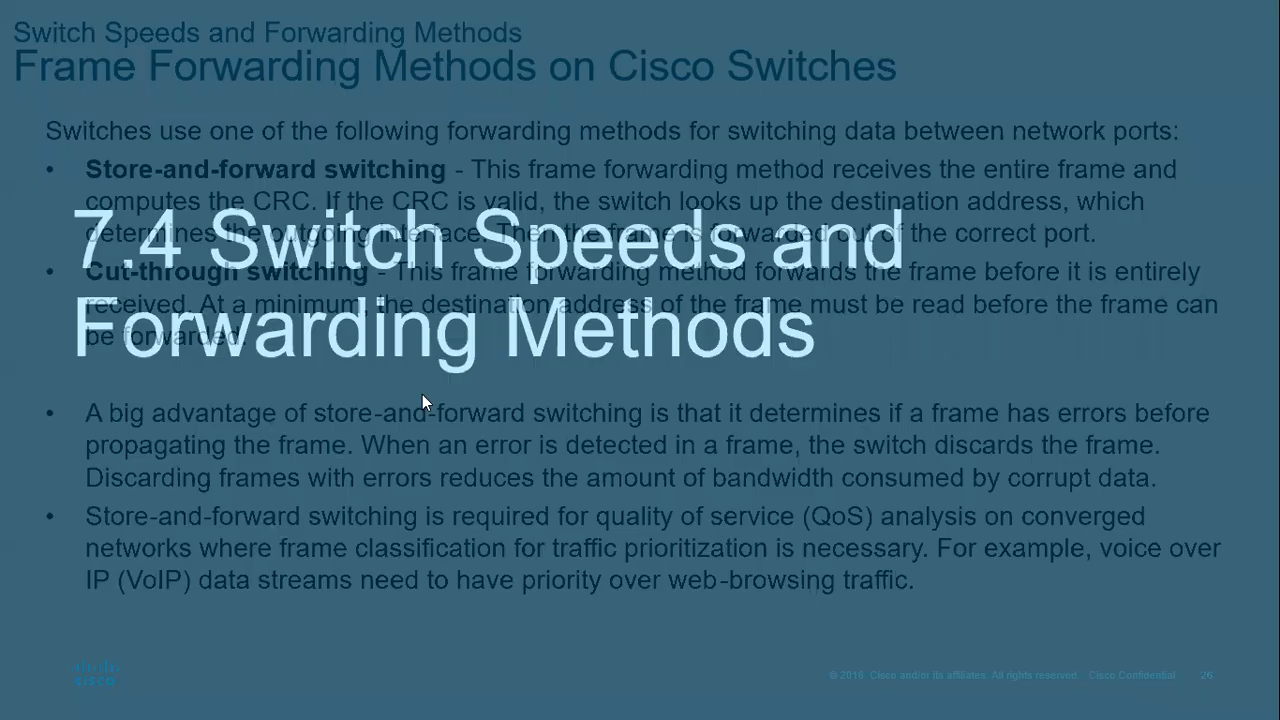 Switch Speeds and Forwarding Methods
Frame Forwarding Methods on Cisco Switches
Switches use one of the following forwarding methods for switching data between network ports:
• Store-and-forward switching - This frame forwarding method receives the entire frame and
computes the CRC. If the CRC is valid, the switch looks up the destination address, which
determines the outgoing interface. Then the frame is forwarded out of the correct port.
7.4 Switch Speeds and
• Cut-through switching - This frame forwarding method forwards the frame before it is entirely
received. At a minimum, the destination address of the frame must be read before the frame can
be forwarded.
Forwarding Methods
• A big advantage of store-and-forward switching is that it determines if a frame has errors before
propagating the frame. When an error is detected in a frame, the switch discards the frame.
Discarding frames with errors reduces the amount of bandwidth consumed by corrupt data.
• Store-and-forward switching is required for quality of service (QoS) analysis on converged
networks where frame classification for traffic prioritization is necessary. For example, voice over
IP (VoIP) data streams need to have priority over web-browsing traffic.
cisco
© 2016 Cisco and/or its affiliates. All rights reserved. Cisco Confidential 26